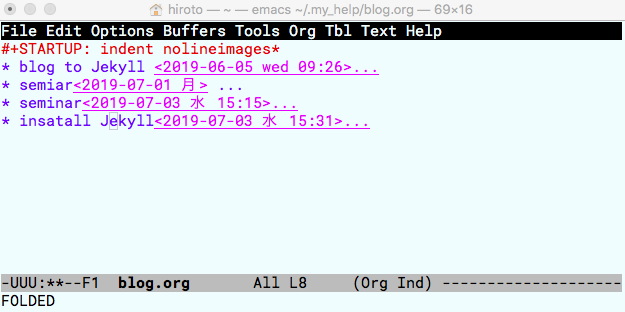 hiroto — ~ — emacs ~/.my_help/blog.org — 69×16
File Edit Options Buffers Tools Org Tbl Text Help
#+STARTUP: indent nolineimages*
* blog to Jekyll <2019-06-05 wed 09:26>...
* semiar<2019-07-01 月> ...
* seminar<2019-07-03 水 15:15>...
* insatall Jekyll<2019-07-03 水 15:31>...
-UUU:**--F1  blog.org       All L8     (Org Ind) --------------------
FOLDED